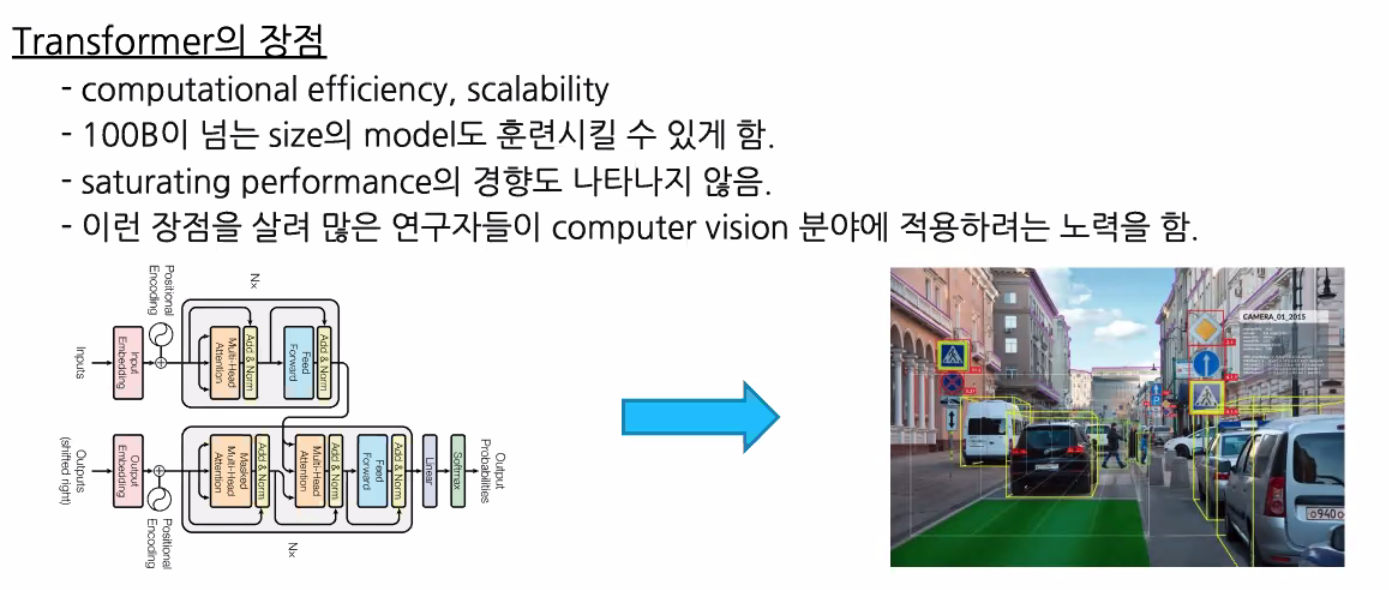 Transformer의 장점
- computational efficiency, scalability
- 100B이 넘는 size의 model도 훈련시킬 수 있게 함.
- saturating performance의 경향도 나타나지 않음.
- 이런 장점을 살려 많은 연구자들이 computer vision 분야에 적용하려는 노력을 함.
Positional
Encoding
Nx
Inputs
Input
Embedding
Multi-Head
Attention
Add & Norm
Feed
Forward
Add & Norm
Outputs
(shifted right)
Output
Embedding
Positional
Encoding
Masked
Multi-Head
Attention
Add & Norm
Multi-Head
Attention
Add & Norm
Feed
Forward
Add & Norm
Nx
Linear
Softmax
Output
Probabilities
CAMERA_01_2015
P